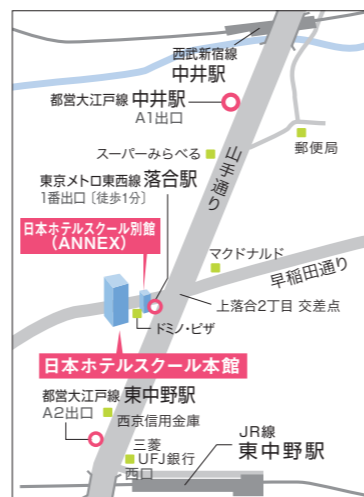 西武新宿線
中井駅
都営大江戸線 中井駅
A1出口
郵便局
スーパーみらべる
山手通り
東京メトロ東西線 落合駅
1番出口〔徒歩1分〕
日本ホテルスクール別館
(ANNEX)
マクドナルド
早稲田通り
上落合2丁目 交差点
ドミノ・ピザ
日本ホテルスクール本館
都営大江戸線 東中野駅
A2出口
西京信用金庫
JR線
東中野駅
三菱
UFJ銀行
西口